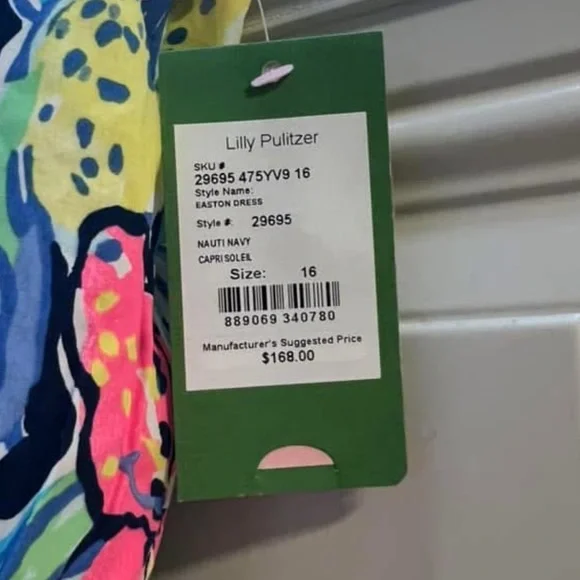 Lilly Pulitzer
SKU #
29695 475YV9 16
Style Name:
EASTON DRESS
Style #: 29695
NAUTI NAVY
CAPRI SOLEIL
Size: 16
889069 340780
Manufacturer's Suggested Price
$168.00